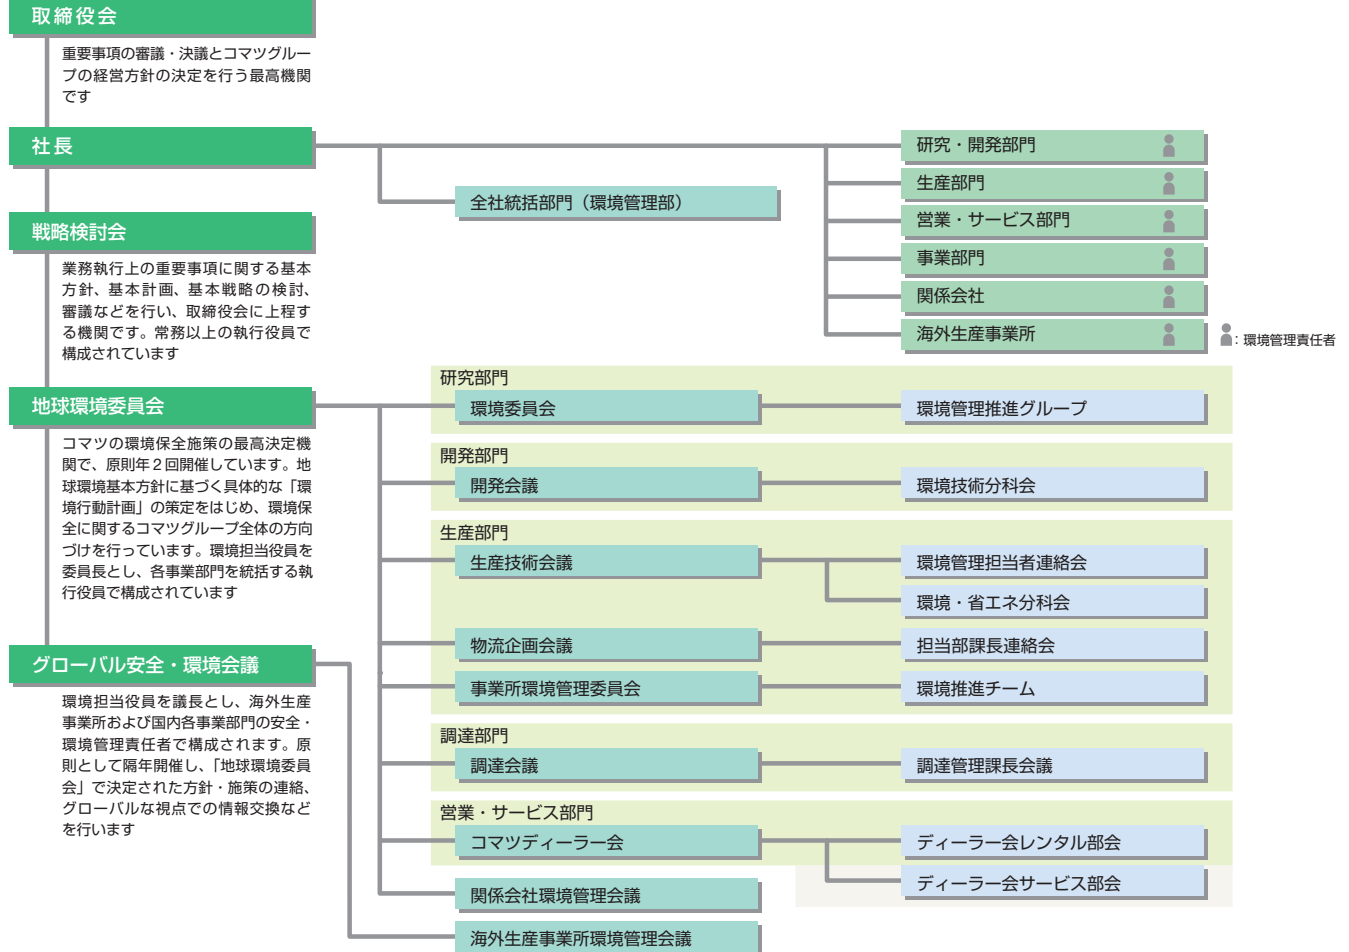 取締役会
重要事項の審議・決議とコマツグルー
プの経営方針の決定を行う最高機関
です
社長
全社統括部門（環境管理部）
研究・開発部門
生産部門
営業・サービス部門
事業部門
関係会社
海外生産事業所
：環境管理責任者
戦略検討会
業務執行上の重要事項に関する基本
方針、基本計画、基本戦略の検討、
審議などを行い、取締役会に上程す
る機関です。常務以上の執行役員で
構成されています
地球環境委員会
コマツの環境保全施策の最高決定機
関で、原則年２回開催しています。地
球環境基本方針に基づく具体的な「環
境行動計画」の策定をはじめ、環境保
全に関するコマツグループ全体の方向
づけを行っています。環境担当役員を
委員長とし、各事業部門を統括する執
行役員で構成されています
グローバル安全・環境会議
環境担当役員を議長とし、海外生産
事業所および国内各事業部門の安全・
環境管理責任者で構成されます。原
則として隔年開催し、「地球環境委員
会」で決定された方針・施策の連絡、
グローバルな視点での情報交換など
を行います
研究部門
環境委員会
環境管理推進グループ
開発部門
開発会議
環境技術分科会
生産部門
生産技術会議
環境管理担当者連絡会
環境・省エネ分科会
物流企画会議
担当部課長連絡会
事業所環境管理委員会
環境推進チーム
調達部門
調達会議
調達管理課長会議
営業・サービス部門
コマツディーラー会
ディーラー会レンタル部会
ディーラー会サービス部会
関係会社環境管理会議
海外生産事業所環境管理会議